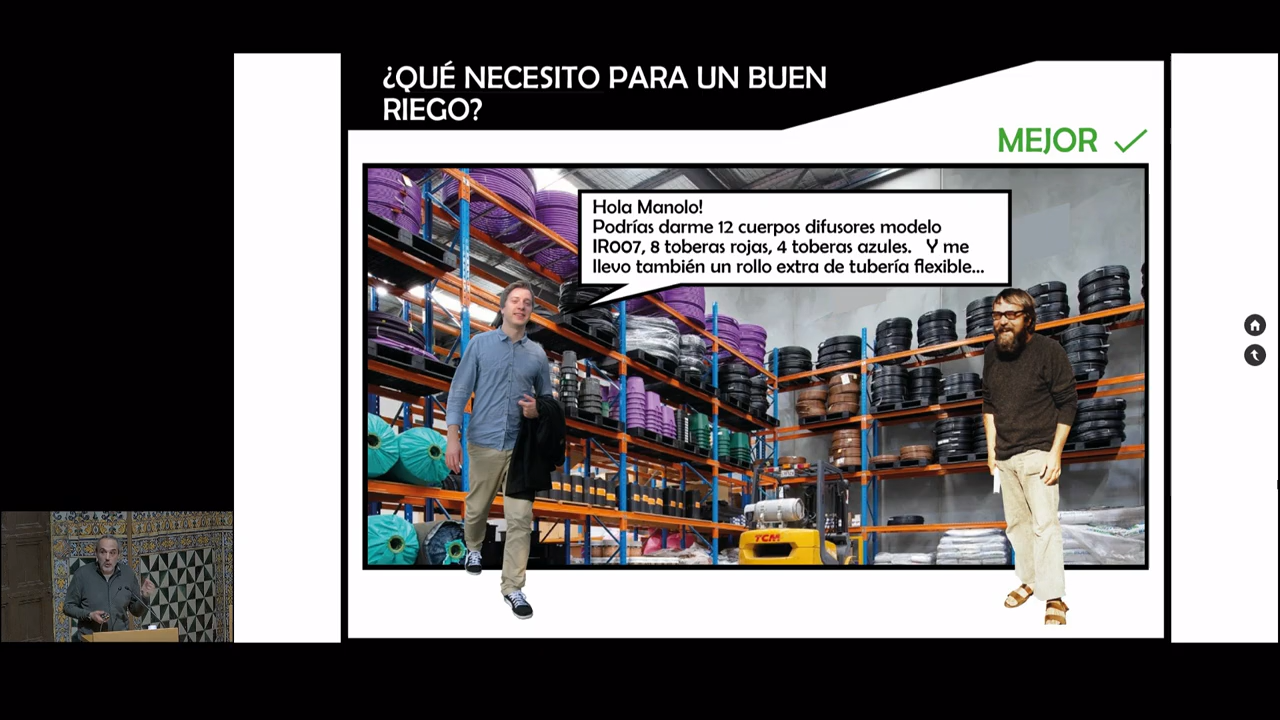 ¿QUÉ NECESITO PARA UN BUEN
RIEGO?
MEJOR
Hola Manolo!
Podrías darme 12 cuerpos difusores modelo
IR007, 8 toberas rojas, 4 toberas azules. Y me
llevo también un rollo extra de tubería flexible...
TCM